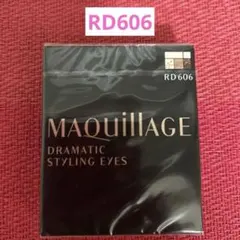 RD606
RD606
MAQuillAGE
DRAMATIC
STYLING EYES